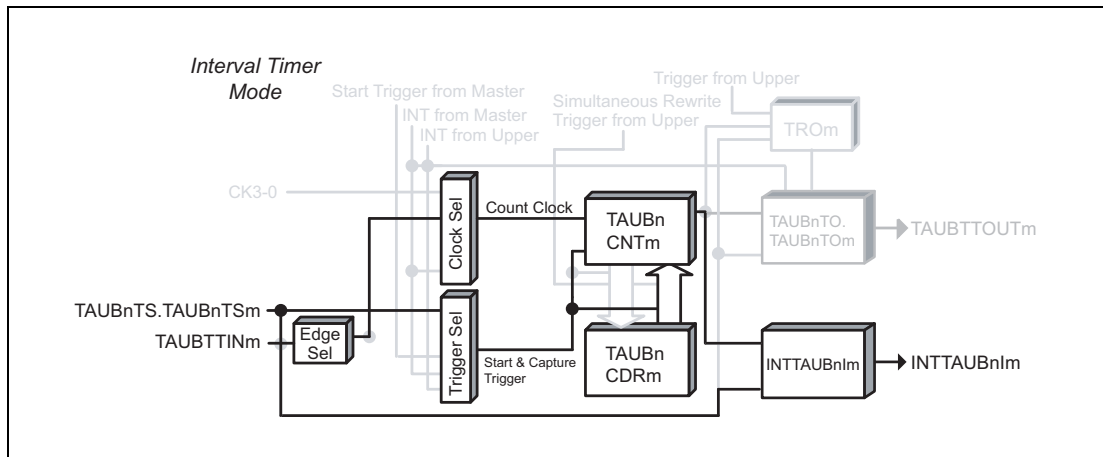 Interval Timer
Mode
Start Trigger from Master
INT from Master
INT from Upper
Simultaneous Rewrite
Trigger from Upper
Trigger from Upper
TROm
CK3-0
Clock Sel
Count Clock
TAUBn
CNTm
TAUBnTO.
TAUBnTOm
TAUBTTOUTm
TAUBnTS.TAUBnTSm
TAUBTTINm
Edge
Sel
Trigger Sel
Start & Capture
Trigger
TAUBn
CDRm
INTTAUBnIm
INTTAUBnIm